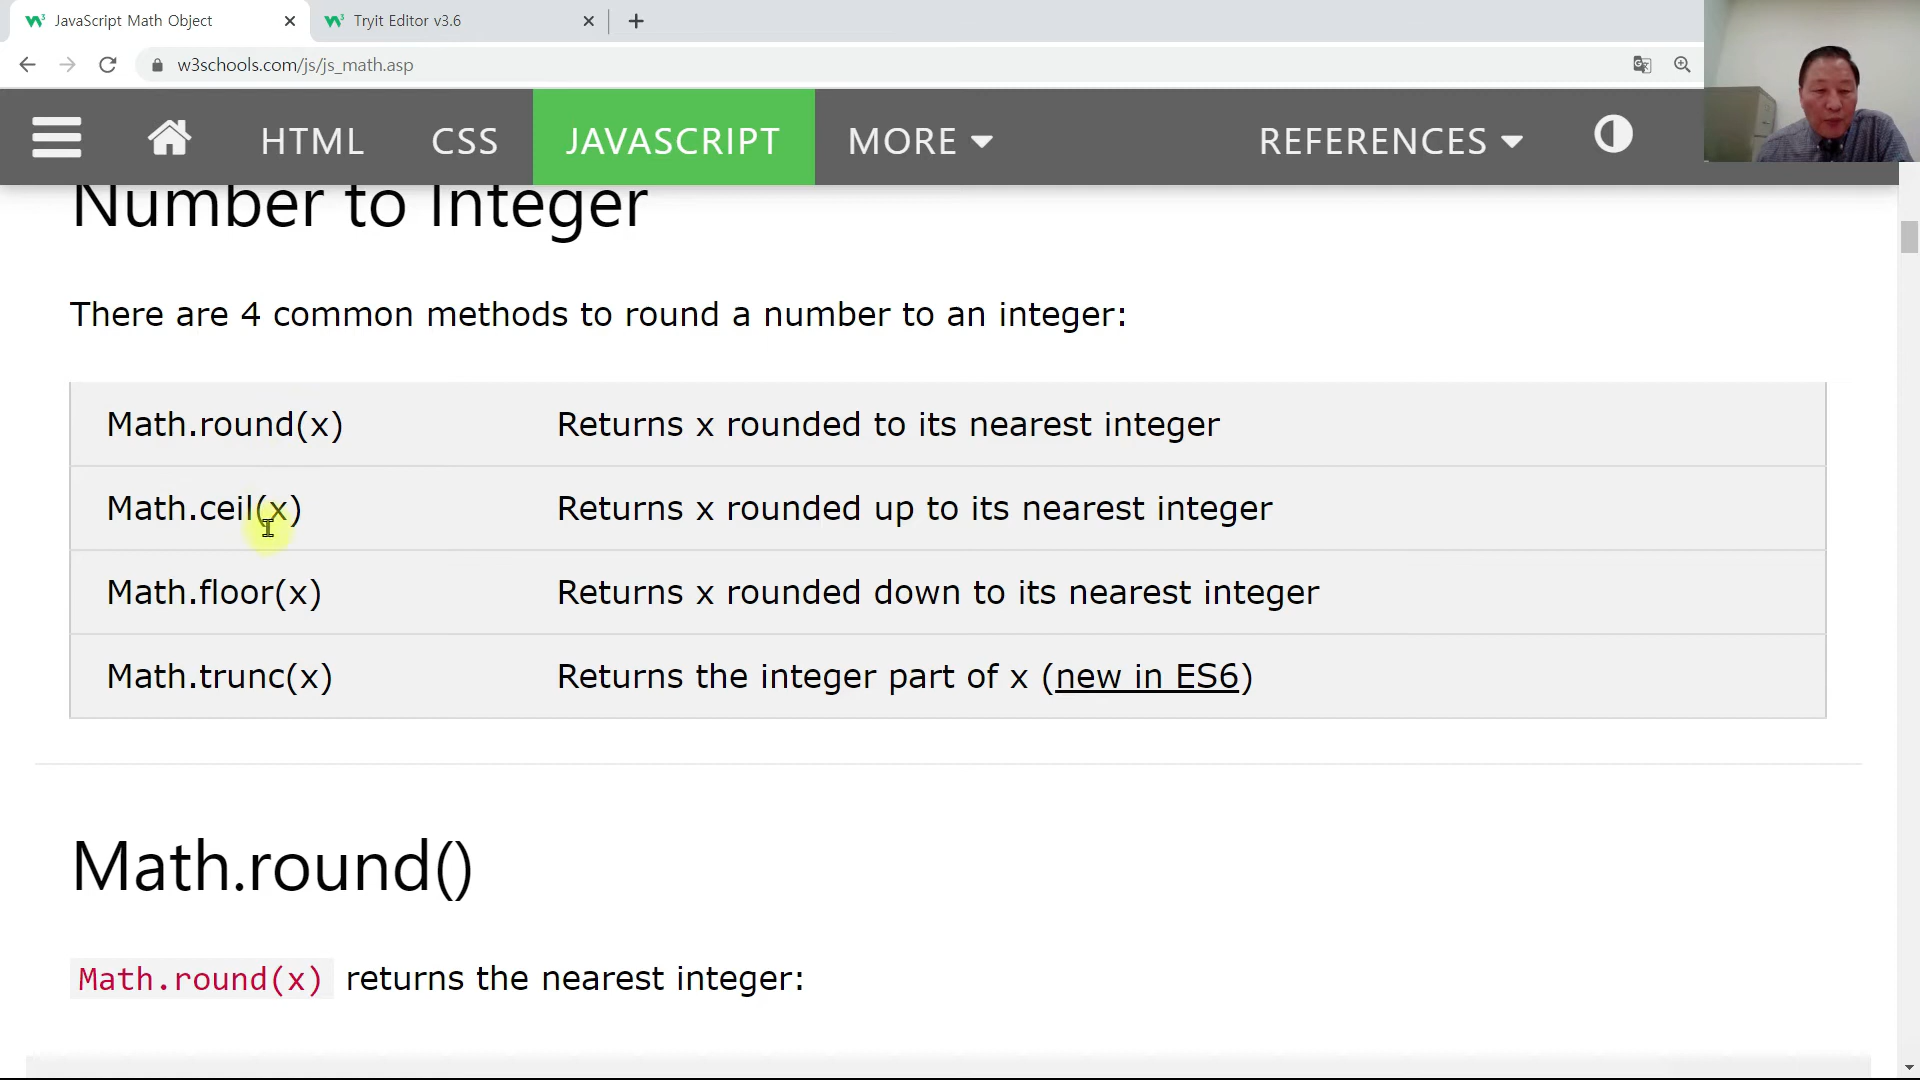 JavaScript Math Object
Tryit Editor v3.6
w3schools.com/js/js_math.asp
HTML CSS JAVASCRIPT MORE REFERENCES
Number to Integer
There are 4 common methods to round a number to an integer:
Math.round(x) Returns x rounded to its nearest integer
Math.ceil(x) Returns x rounded up to its nearest integer
Math.floor(x) Returns x rounded down to its nearest integer
Math.trunc(x) Returns the integer part of x (new in ES6)
Math.round()
Math.round(x) returns the nearest integer: